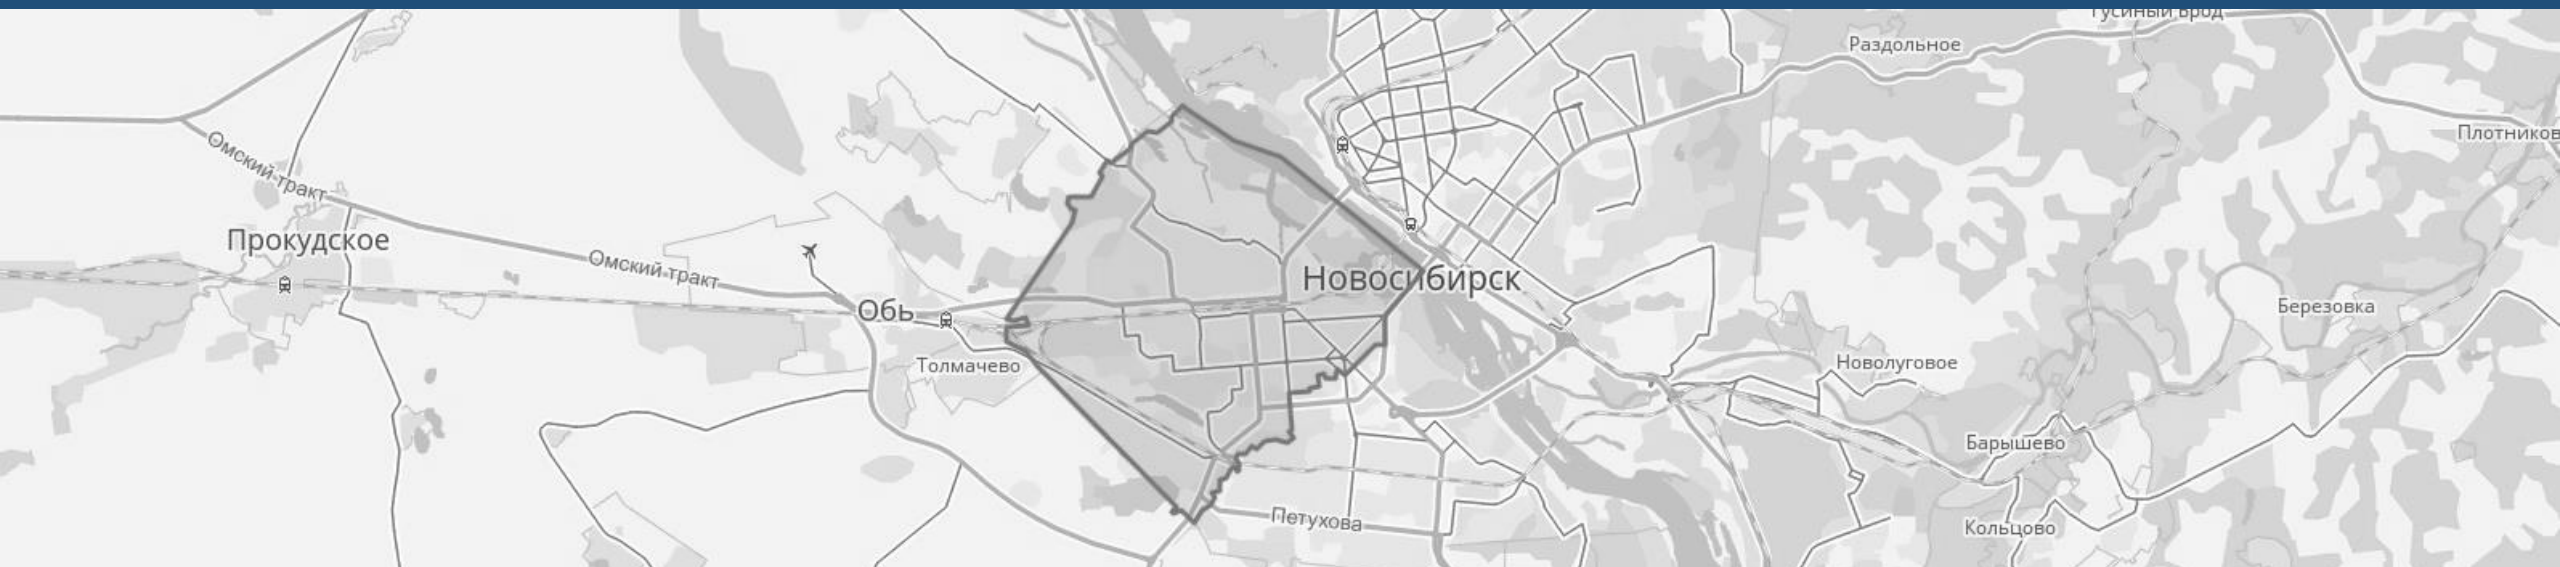 Гусиный Брод
Раздольное
Плотников
Омский тракт
Прокудское
Омский тракт
Новосибирск
Обь
Березовка
Толмачево
Новолуговое
Барышево
Петухова
Кольцово